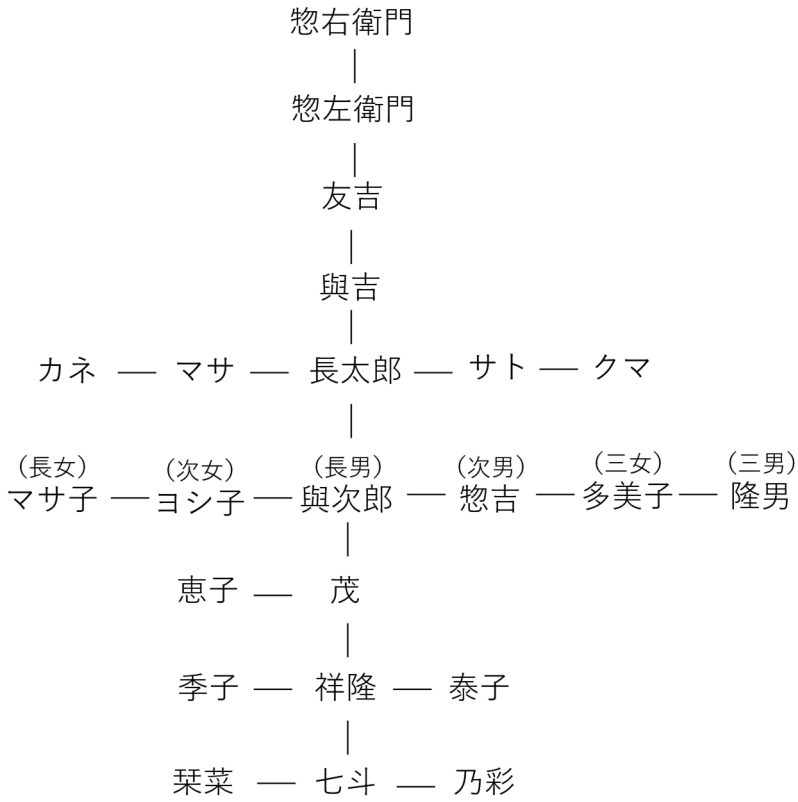 惣右衛門
惣左衛門
友吉
與吉
カネ マサ 長太郎 サト クマ
（長女） （次女） （長男） （次男） （三女） （三男）
マサ子 ヨシ子 與次郎 惣吉 多美子 隆男
恵子 茂
季子 祥隆 泰子
栞菜 七斗 乃彩